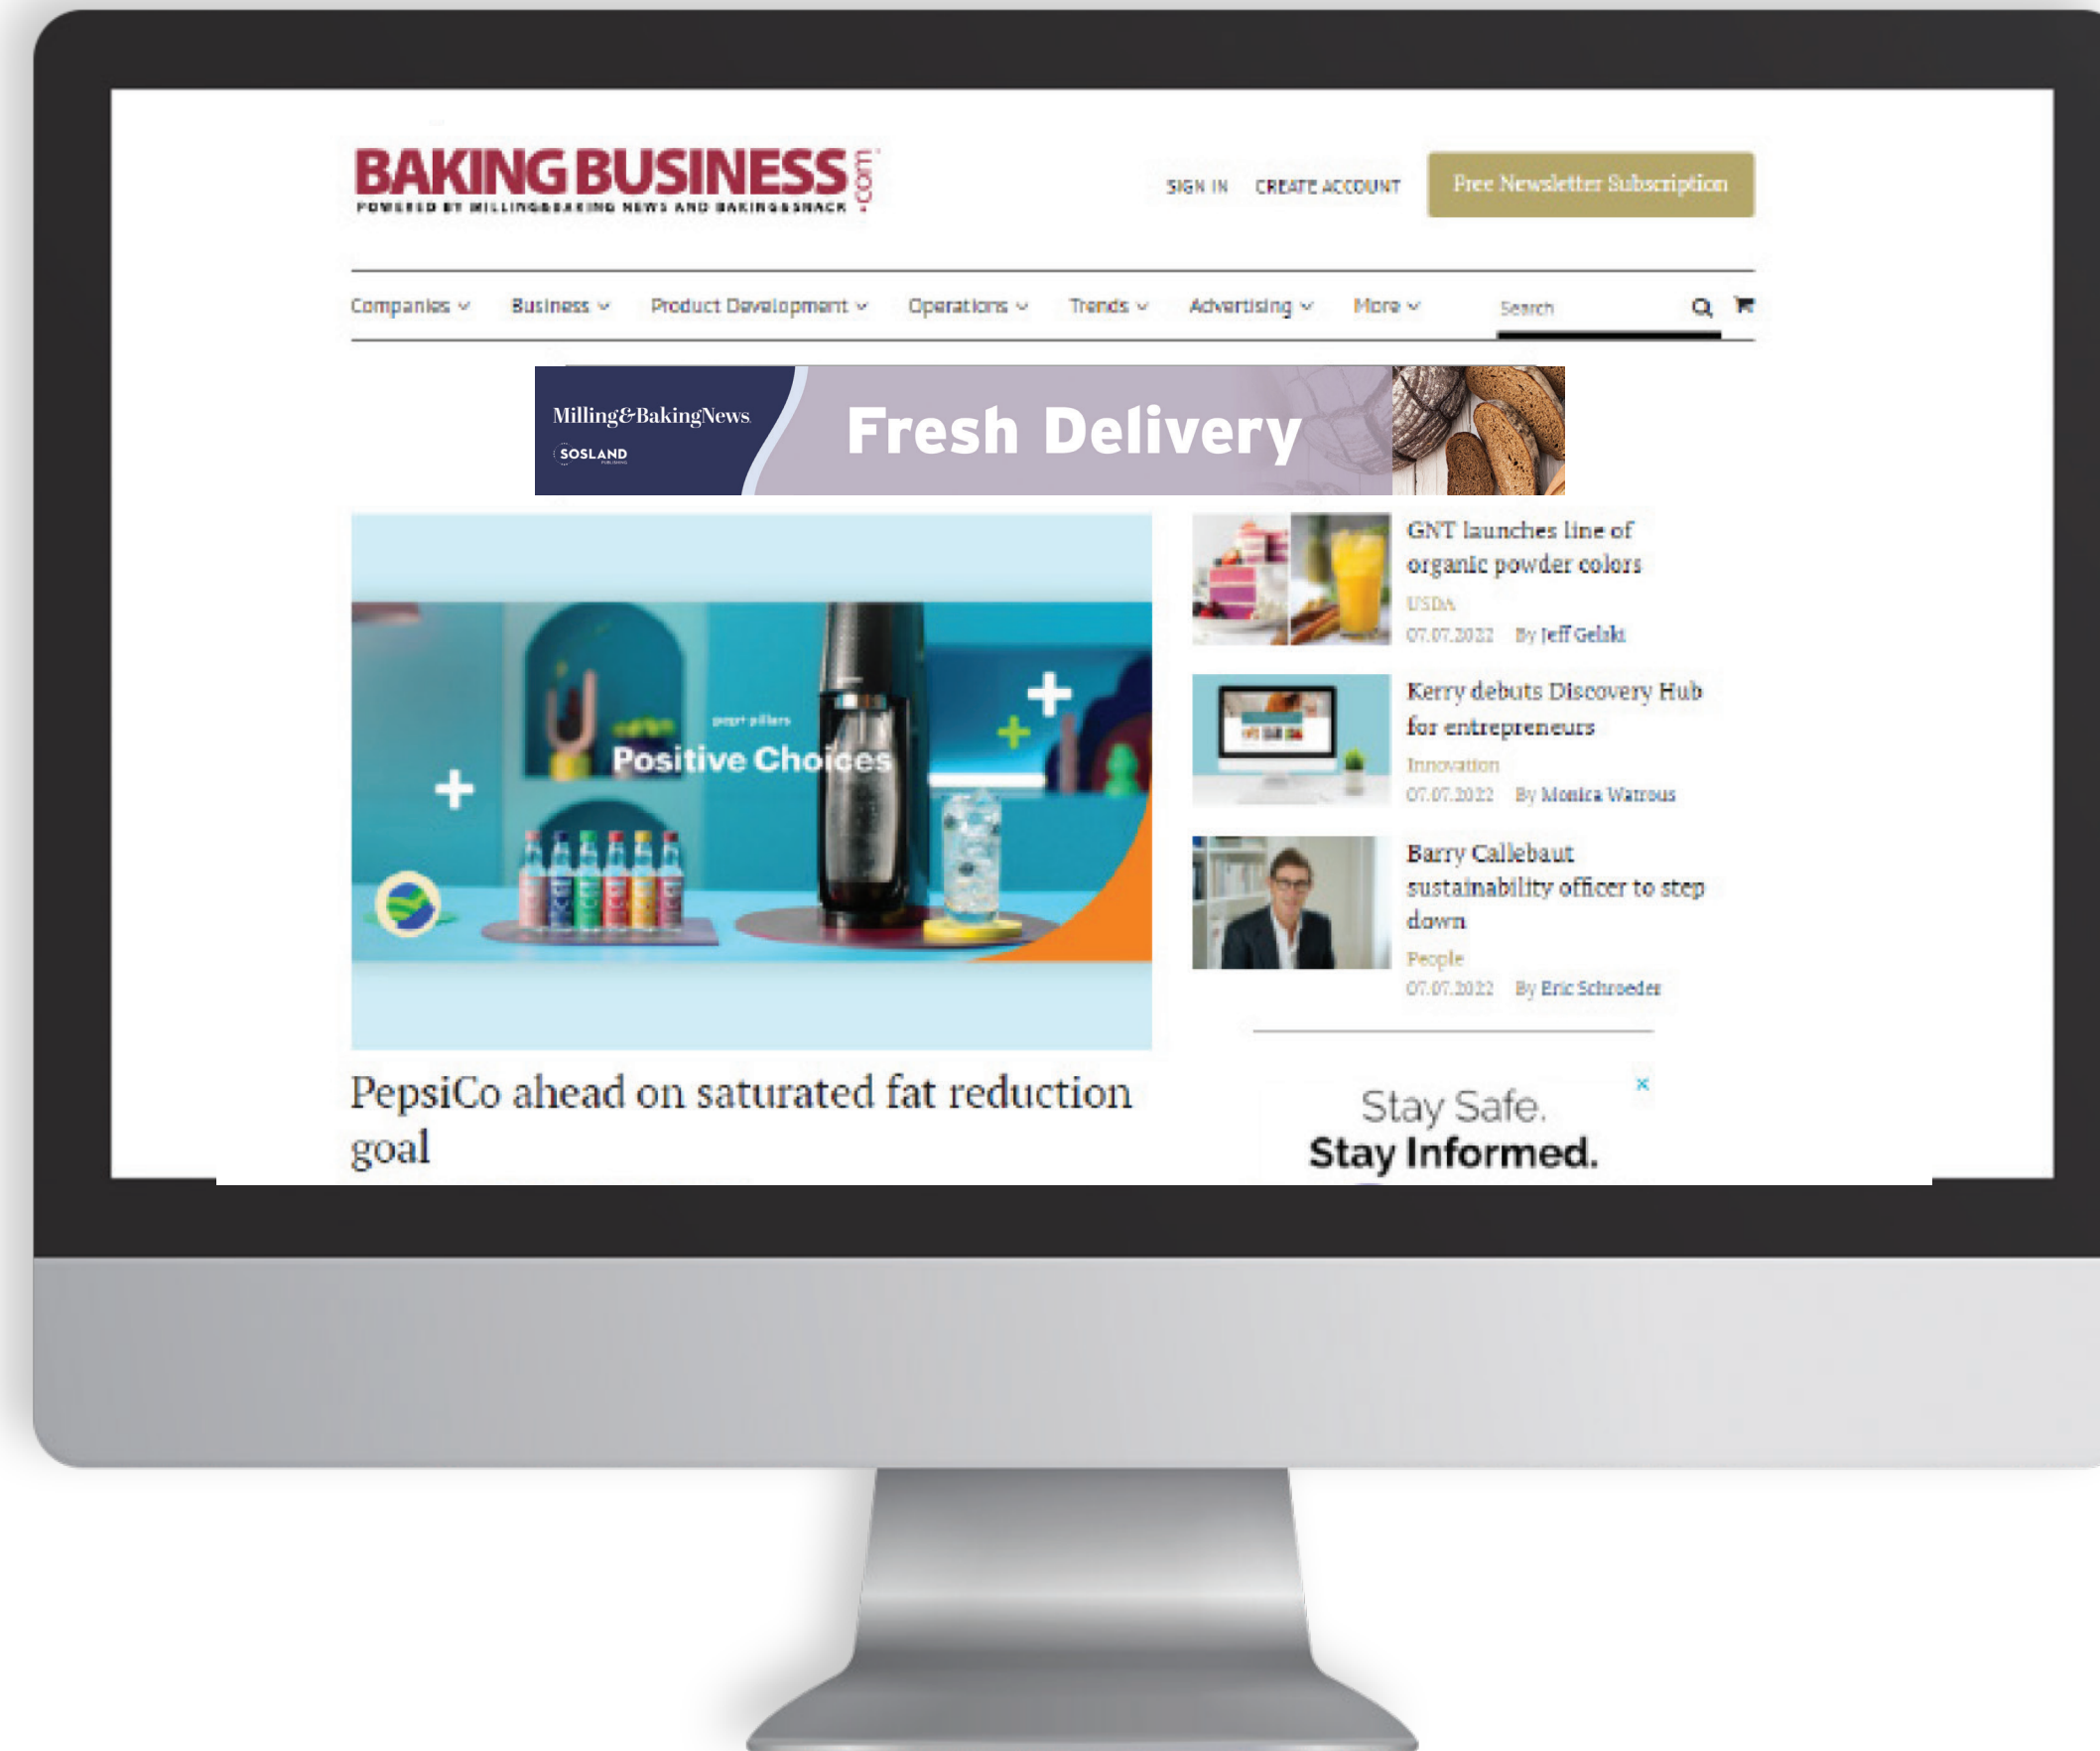 BAKING BUSINESS .com
POWERED BY MILLING&BAKING NEWS AND BAKING&SNACK
SIGN IN CREATE ACCOUNT Free Newsletter Subscription
Companies Business Product Development Operations Trends Advertising More Search
Milling&BakingNews
SOSLAND
PUBLISHING
Fresh Delivery
pep+ pillars
Positive Choices
PepsiCo ahead on saturated fat reduction
goal
GNT launches line of
organic powder colors
USDA
07.07.2022 By Jeff Gelski
Kerry debuts Discovery Hub
for entrepreneurs
Innovation
07.07.2022 By Monica Watrous
Barry Callebaut
sustainability officer to step
down
People
07.07.2022 By Eric Schroeder
Stay Safe.
Stay Informed.